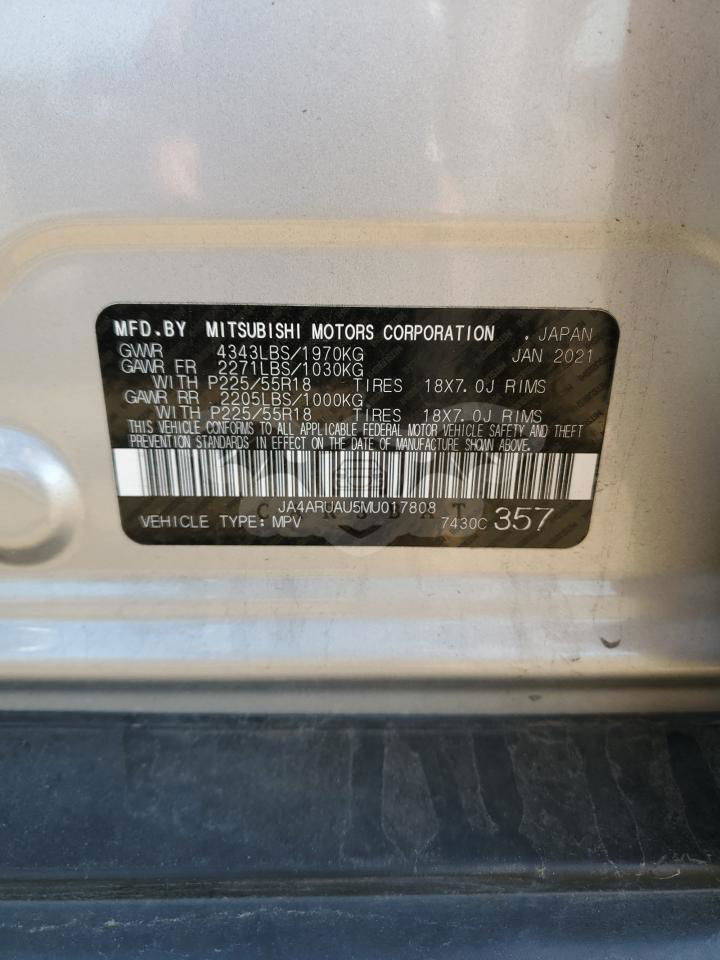 MFD.BY MITSUBISHI MOTORS CORPORATION . JAPAN
GVWR 4343LBS/1970KG JAN 2021
GAWR FR 2271LBS/1030KG
WITH P225/55R18 TIRES 18X7.0J RIMS
GAWR RR 2205LBS/1000KG
WITH P225/55R18 TIRES 18X7.0J RIMS
THIS VEHICLE CONFORMS TO ALL APPLICABLE FEDERAL MOTOR VEHICLE SAFETY AND THEFT
PREVENTION STANDARDS IN EFFECT ON THE DATE OF MANUFACTURE SHOWN ABOVE.
JA4ARUAU5MU017808
VEHICLE TYPE: MPV 7430C 357